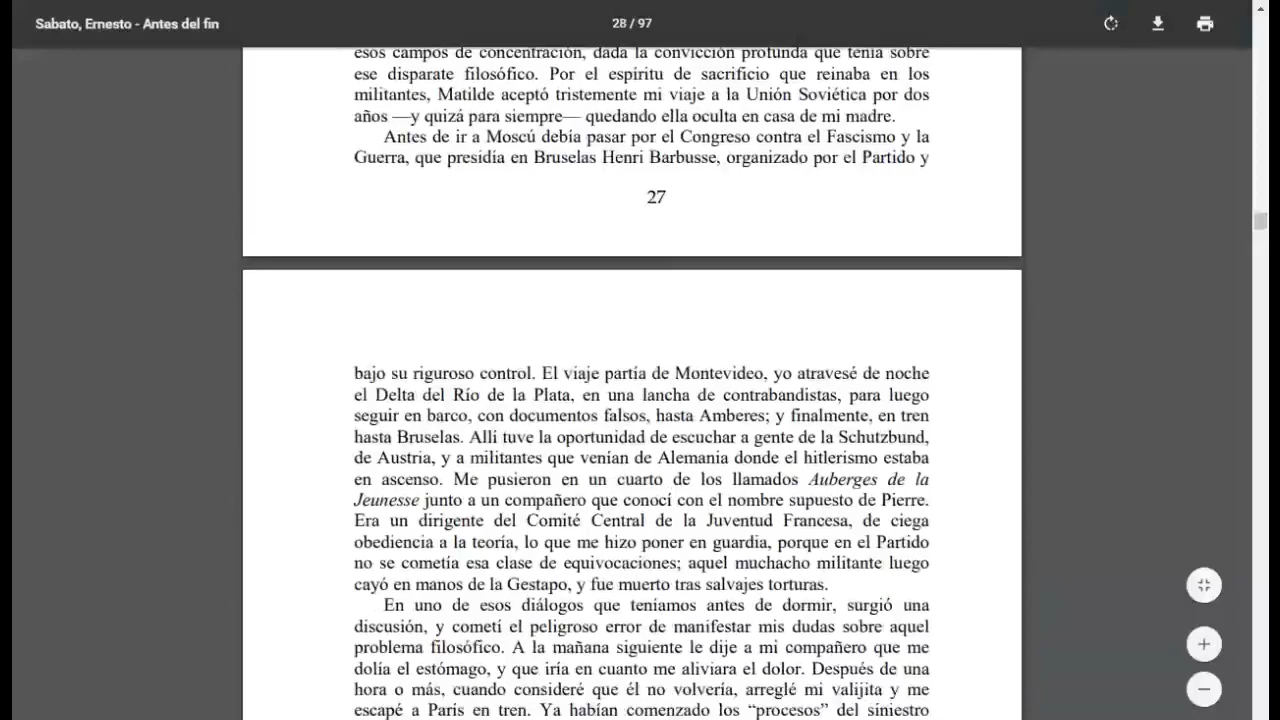 Sabato, Ernesto - Antes del fin
28 / 97
esos campos de concentración, dada la convicción profunda que tenía sobre
ese disparate filosófico. Por el espíritu de sacrificio que reinaba en los
militantes, Matilde aceptó tristemente mi viaje a la Unión Soviética por dos
años —y quizá para siempre— quedando ella oculta en casa de mi madre.
Antes de ir a Moscú debía pasar por el Congreso contra el Fascismo y la
Guerra, que presidía en Bruselas Henri Barbusse, organizado por el Partido y
27
bajo su riguroso control. El viaje partía de Montevideo, yo atravesé de noche
el Delta del Río de la Plata, en una lancha de contrabandistas, para luego
seguir en barco, con documentos falsos, hasta Amberes; y finalmente, en tren
hasta Bruselas. Allí tuve la oportunidad de escuchar a gente de la Schutzbund,
de Austria, y a militantes que venían de Alemania donde el hitlerismo estaba
en ascenso. Me pusieron en un cuarto de los llamados Auberges de la
Jeunesse junto a un compañero que conocí con el nombre supuesto de Pierre.
Era un dirigente del Comité Central de la Juventud Francesa, de ciega
obediencia a la teoría, lo que me hizo poner en guardia, porque en el Partido
no se cometía esa clase de equivocaciones; aquel muchacho militante luego
cayó en manos de la Gestapo, y fue muerto tras salvajes torturas.
En uno de esos diálogos que teníamos antes de dormir, surgió una
discusión, y cometí el peligroso error de manifestar mis dudas sobre aquel
problema filosófico. A la mañana siguiente le dije a mi compañero que me
dolía el estómago, y que iría en cuanto me aliviara el dolor. Después de una
hora o más, cuando consideré que él no volvería, arreglé mi valijita y me
escapé a París en tren. Ya habían comenzado los “procesos” del siniestro